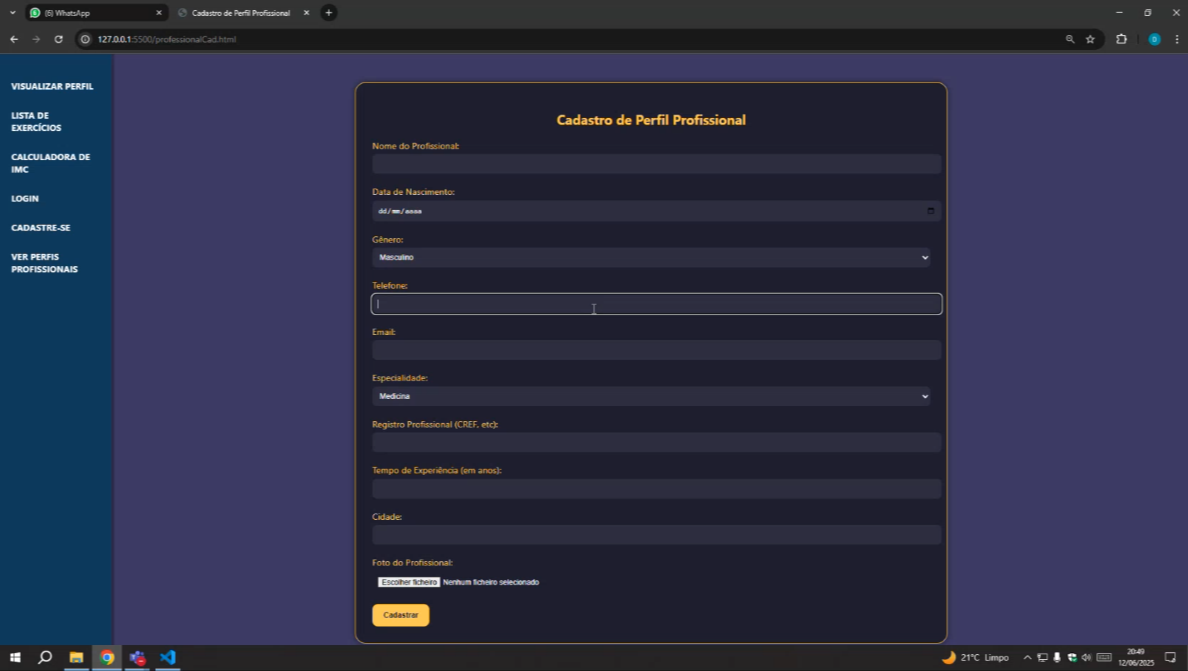 (6) WhatsApp
Cadastro de Perfil Profissional
127.0.0.1:5500/professionalCad.html
VISUALIZAR PERFIL
LISTA DE
EXERCÍCIOS
CALCULADORA DE
IMC
LOGIN
CADASTRE-SE
VER PERFIS
PROFISSIONAIS
Cadastro de Perfil Profissional
Nome do Profissional:
Data de Nascimento:
dd/mm/aaaa
Gênero:
Masculino
Telefone:
Email:
Especialidade:
Medicina
Registro Profissional (CREF, etc):
Tempo de Experiência (em anos):
Cidade:
Foto do Profissional:
Escolher ficheiro Nenhum ficheiro selecionado
Cadastrar
21°C Limpo
20:49
12/06/2025